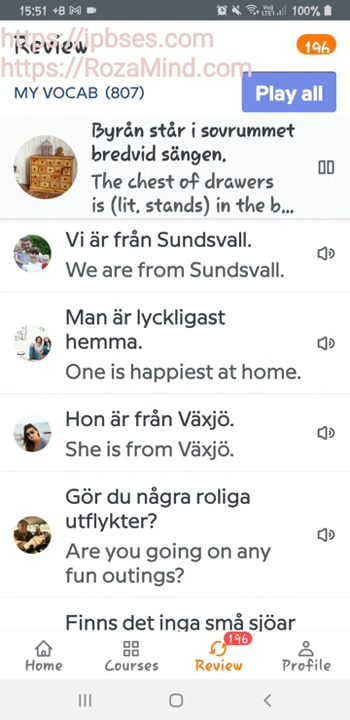 15:51 +B
100%
https://jpbses.com
Review
196
https://RozaMind.com
MY VOCAB (807)
Play all
Byrån står i sovrummet
bredvid sängen.
The chest of drawers
is (lit. stands) in the b...
Vi är från Sundsvall.
We are from Sundsvall.
Man är lyckligast
hemma.
One is happiest at home.
Hon är från Växjö.
She is from Växjö.
Gör du några roliga
utflykter?
Are you going on any
fun outings?
Finns det inga små sjöar
196
Home
Courses
Review
Profile